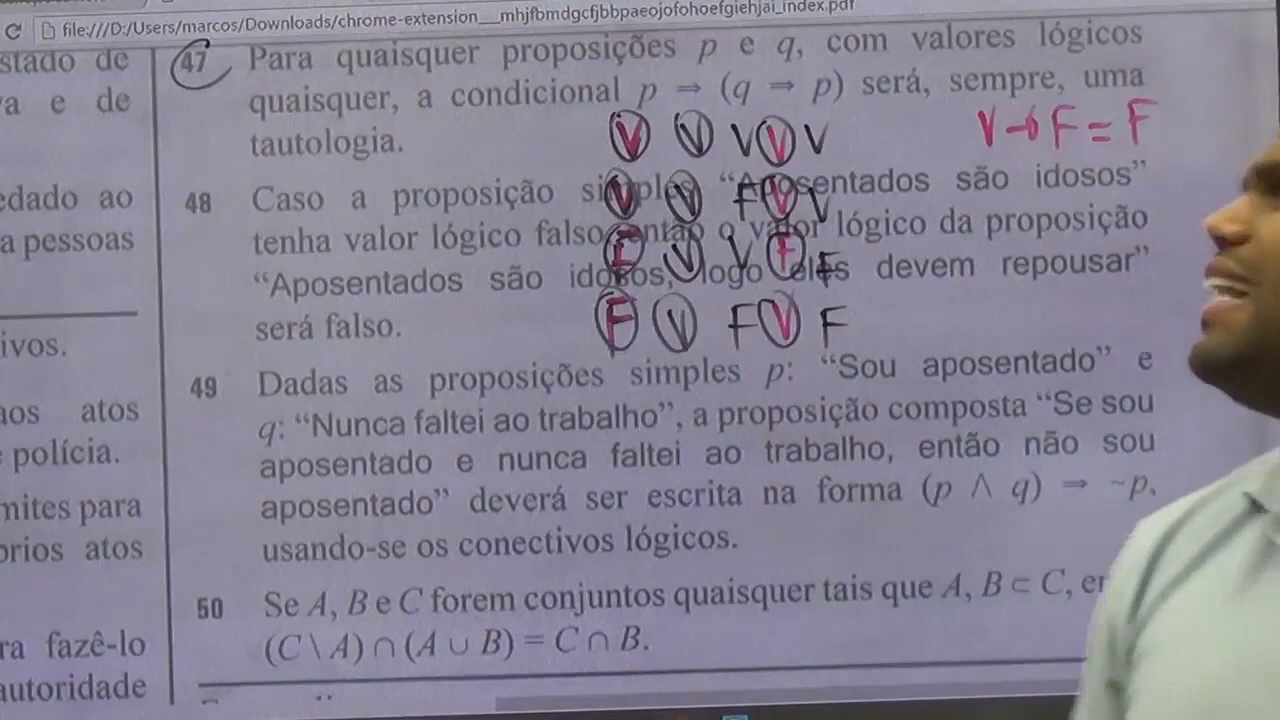 file:///D:/Users/marcos/Downloads/chrome-extension__mhjfbmdgcfjbbpaeojofohoefgiehjai_index.pdf
stado de
va e de
edado ao
a pessoas
ivos.
aos atos
polícia.
mites para
prios atos
ra fazê-lo
autoridade
47 Para quaisquer proposições p e q, com valores lógicos
quaisquer, a condicional p ⇒ (q ⇒ p) será, sempre, uma
tautologia.
V V V V V
V → F = F
48 Caso a proposição simples “Aposentados são idosos”
V V F V V
tenha valor lógico falso, então o valor lógico da proposição
F V V F F
“Aposentados são idosos, logo eles devem repousar”
será falso.
F V F V F
49 Dadas as proposições simples p: “Sou aposentado” e
q: “Nunca faltei ao trabalho”, a proposição composta “Se sou
aposentado e nunca faltei ao trabalho, então não sou
aposentado” deverá ser escrita na forma (p ∧ q) ⇒ ~p,
usando-se os conectivos lógicos.
50 Se A, B e C forem conjuntos quaisquer tais que A, B ⊂ C,
(C \ A) ∩ (A ∪ B) = C ∩ B.